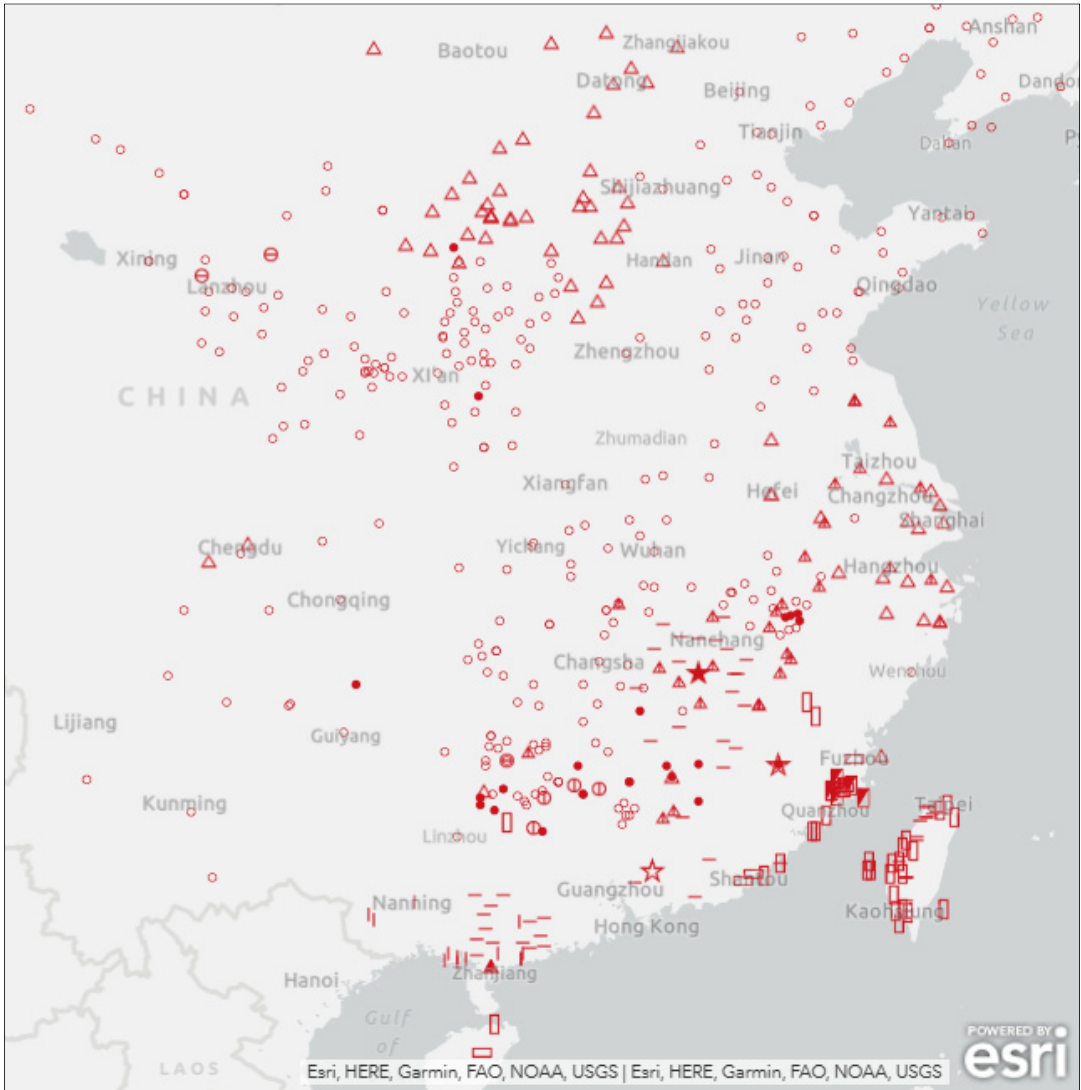 Anshan
Baotou
Zhangjiakou
Datong
Beijing
Dandon
Tianjin
Dalian
Shijiazhuang
Yantai
Xining
Handan
Jinan
Lanzhou
Qingdao
Yellow
Sea
Zhengzhou
Xi'an
CHINA
Zhumadian
Taizhou
Xiangfan
Hefei
Changzhou
Shanghai
Chengdu
Yichang
Wuhan
Hangzhou
Chongqing
Nanchang
Changsha
Wenzhou
Lijiang
Guiyang
Fuzhou
Kunming
Quanzhou
Taipei
Linzhou
Shantou
Guangzhou
Nanning
Kaohsiung
Hong Kong
Hanoi
Zhanjiang
Gulf
of
LAOS
POWERED BY
esri
Esri, HERE, Garmin, FAO, NOAA, USGS | Esri, HERE, Garmin, FAO, NOAA, USGS